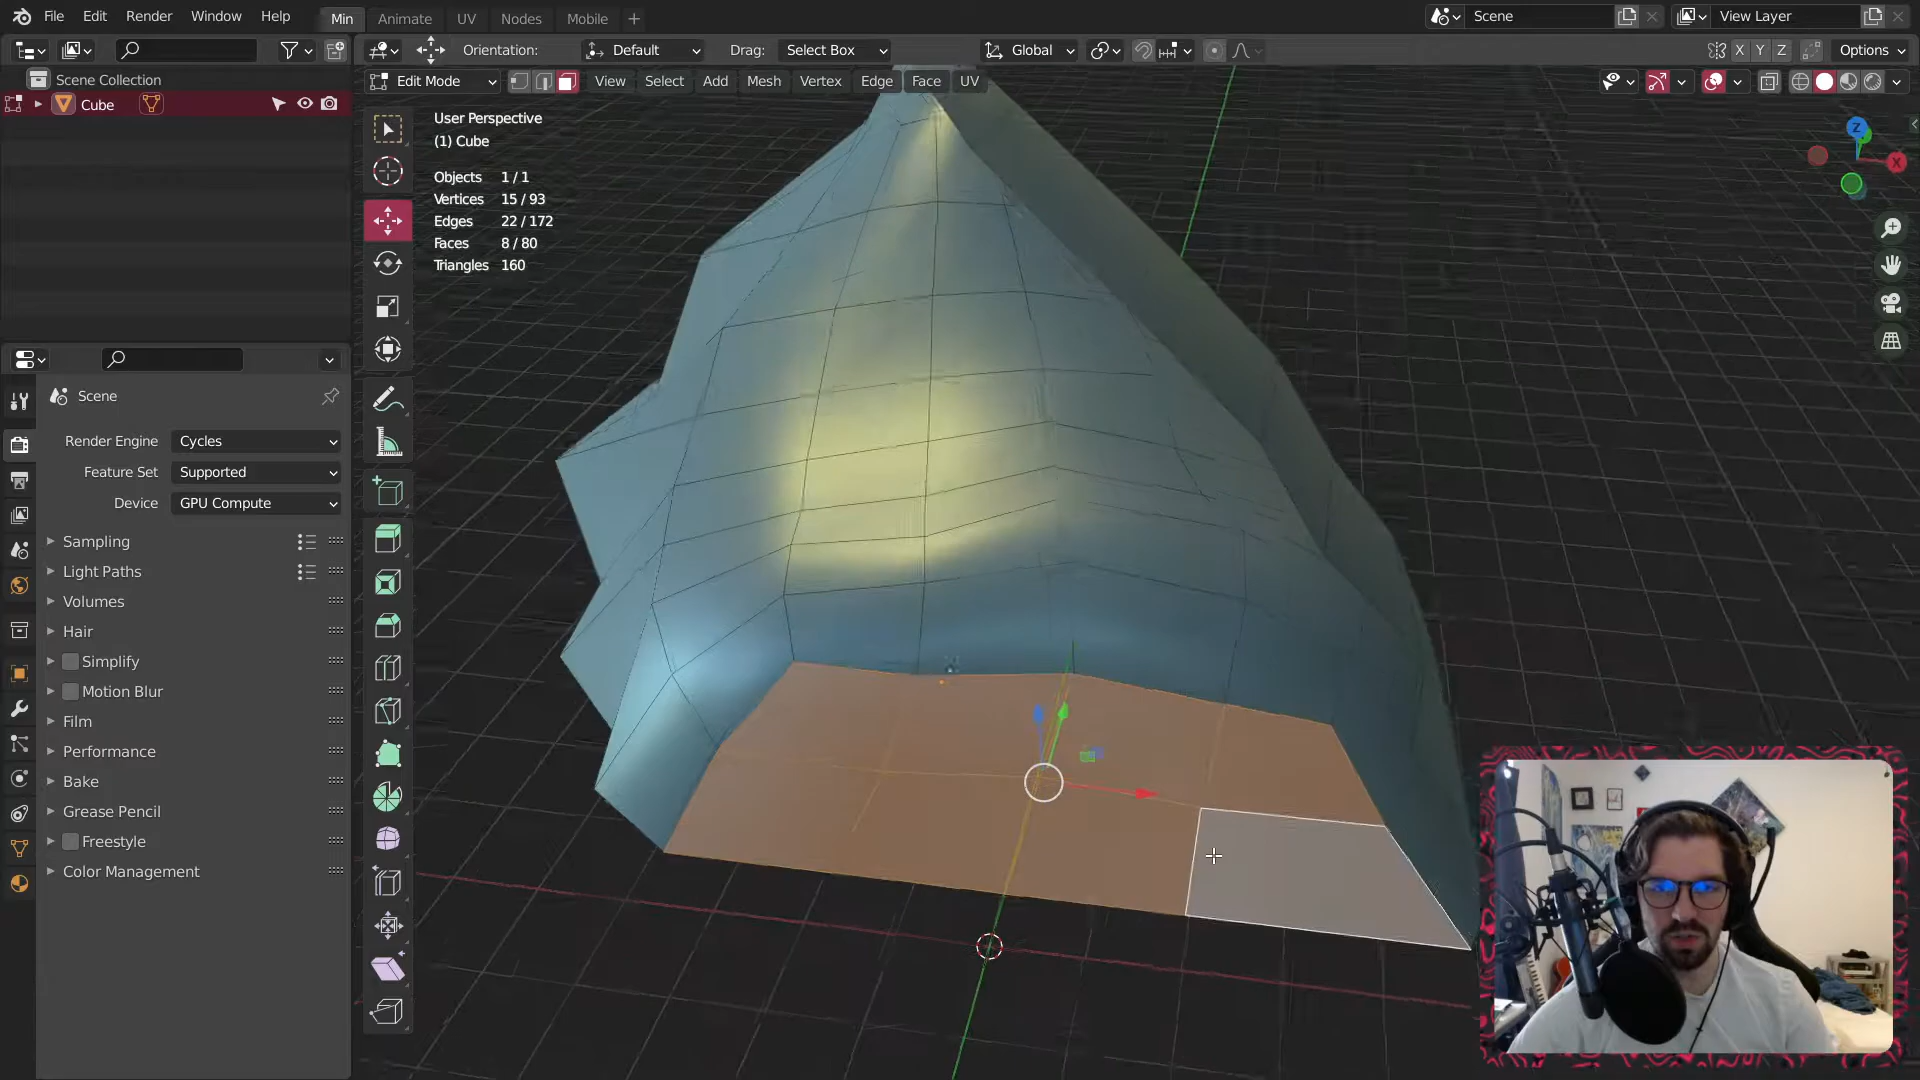 File Edit Render Window Help Min Animate UV Nodes Mobile + Scene View Layer
Orientation: Default Drag: Select Box Global X Y Z Options
Edit Mode View Select Add Mesh Vertex Edge Face UV
Scene Collection
Cube
User Perspective
(1) Cube
Objects 1 / 1
Vertices 15 / 93
Edges 22 / 172
Faces 8 / 80
Triangles 160
Z
X
Scene
Render Engine Cycles
Feature Set Supported
Device GPU Compute
Sampling
Light Paths
Volumes
Hair
Simplify
Motion Blur
Film
Performance
Bake
Grease Pencil
Freestyle
Color Management